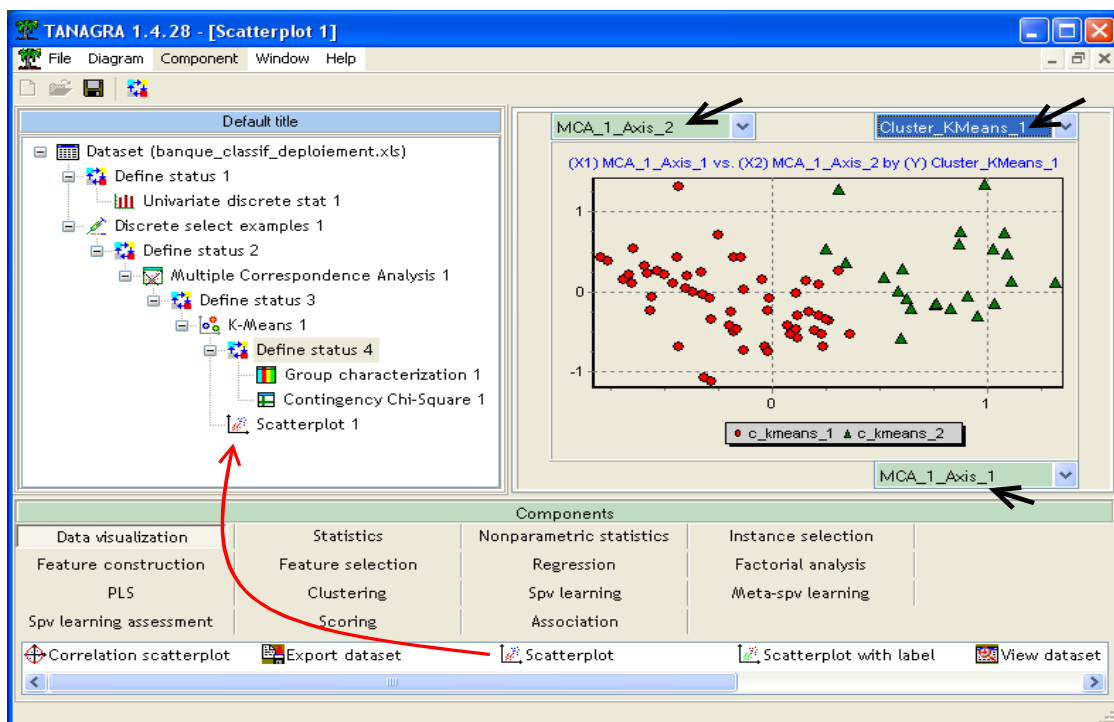 TANAGRA 1.4.28 - [Scatterplot 1]
File Diagram Component Window Help
Default title
Dataset (banque_classif_deploiement.xls)
Define status 1
Univariate discrete stat 1
Discrete select examples 1
Define status 2
Multiple Correspondence Analysis 1
Define status 3
K-Means 1
Define status 4
Group characterization 1
Contingency Chi-Square 1
Scatterplot 1
MCA_1_Axis_2 Cluster_KMeans_1
(X1) MCA_1_Axis_1 vs. (X2) MCA_1_Axis_2 by (Y) Cluster_KMeans_1
1
0
-1
0 1
c_kmeans_1 c_kmeans_2
MCA_1_Axis_1
Components
Data visualization Statistics Nonparametric statistics Instance selection
Feature construction Feature selection Regression Factorial analysis
PLS Clustering Spv learning Meta-spv learning
Spv learning assessment Scoring Association
Correlation scatterplot Export dataset Scatterplot Scatterplot with label View dataset